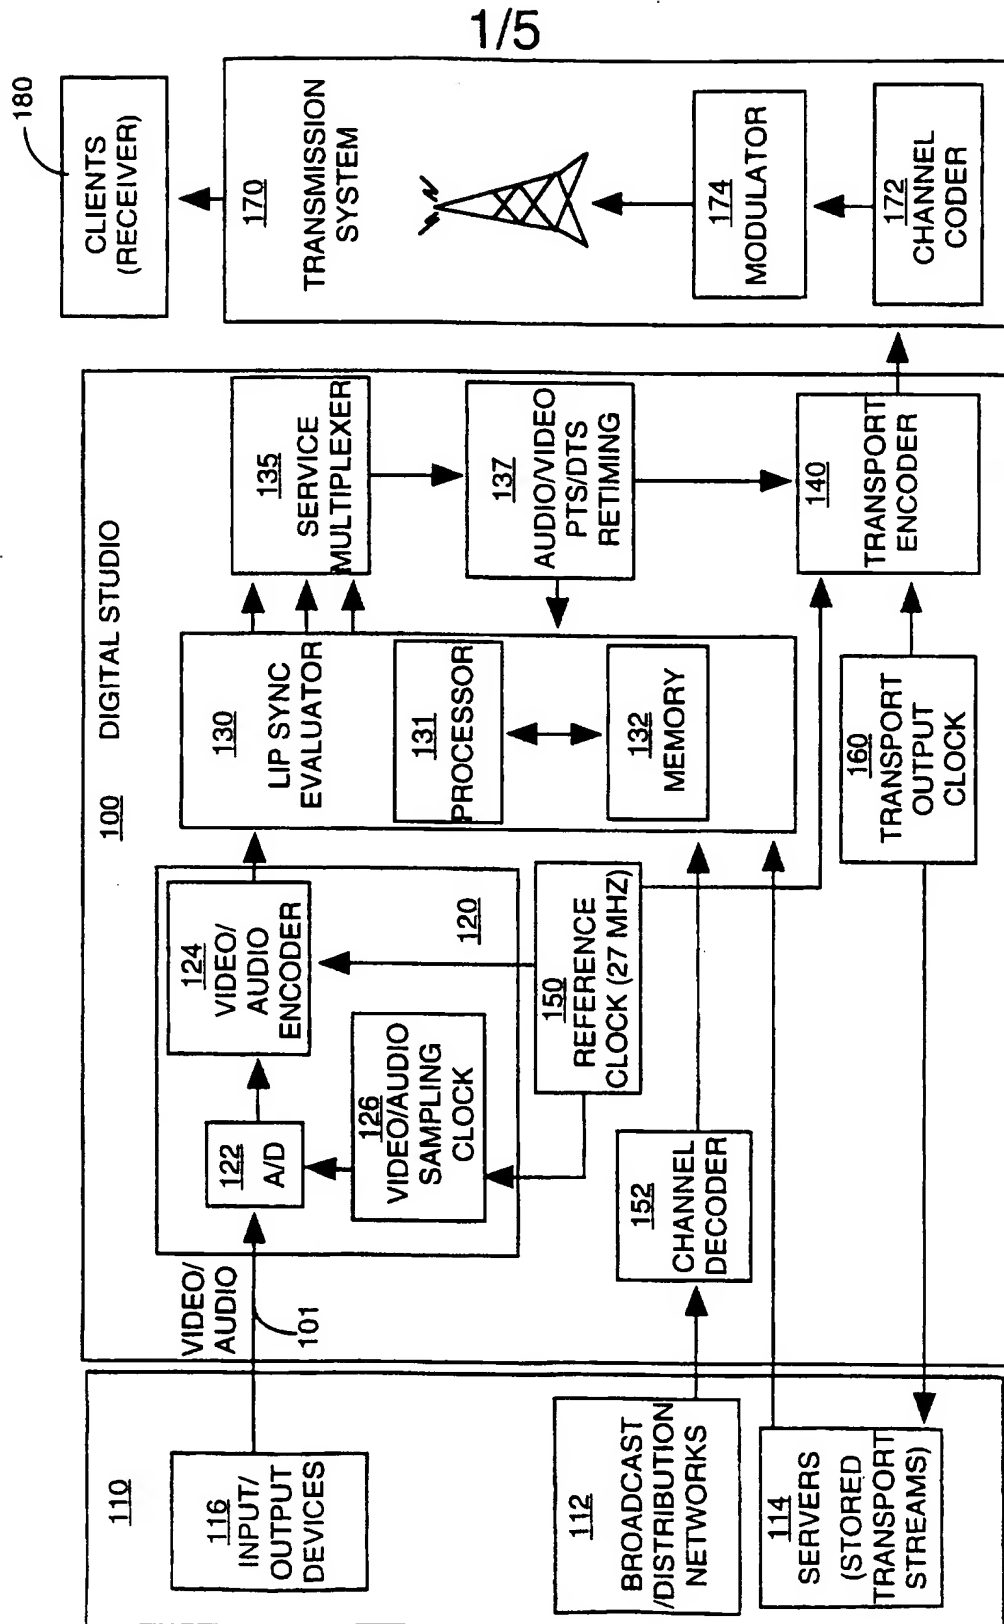 1/5
110
116
INPUT/
OUTPUT
DEVICES
112
BROADCAST
/DISTRIBUTION
NETWORKS
114
SERVERS
(STORED
TRANSPORT
STREAMS)
100 DIGITAL STUDIO
VIDEO/
AUDIO
101
120
122
A/D
124
VIDEO/
AUDIO
ENCODER
126
VIDEO/AUDIO
SAMPLING
CLOCK
150
REFERENCE
CLOCK (27 MHZ)
152
CHANNEL
DECODER
130
LIP SYNC
EVALUATOR
131
PROCESSOR
132
MEMORY
160
TRANSPORT
OUTPUT
CLOCK
135
SERVICE
MULTIPLEXER
137
AUDIO/VIDEO
PTS/DTS
RETIMING
140
TRANSPORT
ENCODER
180
CLIENTS
(RECEIVER)
170
TRANSMISSION
SYSTEM
174
MODULATOR
172
CHANNEL
CODER